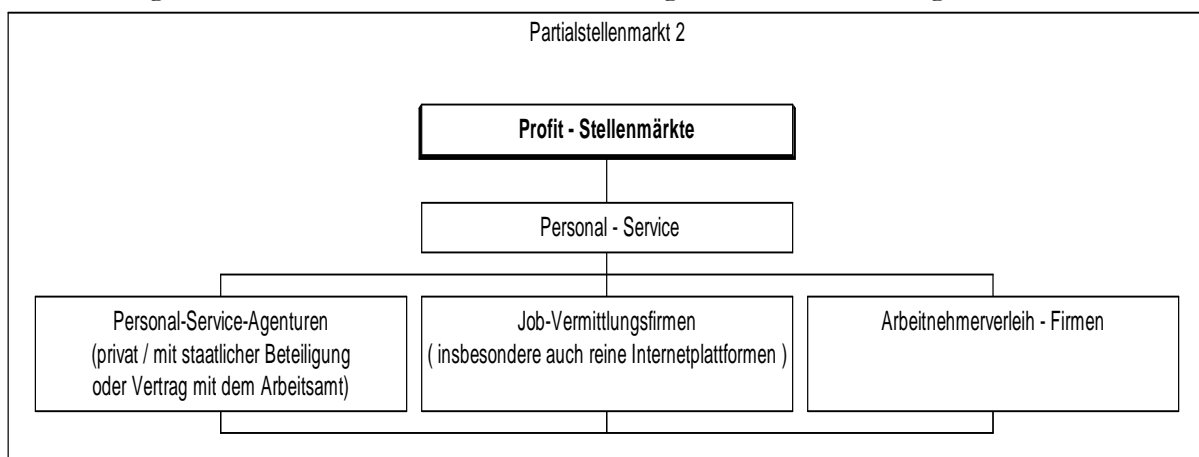 Partialstellenmarkt 2
Profit - Stellenmärkte
Personal - Service
Personal-Service-Agenturen
(privat / mit staatlicher Beteiligung
oder Vertrag mit dem Arbeitsamt)
Job-Vermittlungsfirmen
( insbesondere auch reine Internetplattformen )
Arbeitnehmerverleih - Firmen